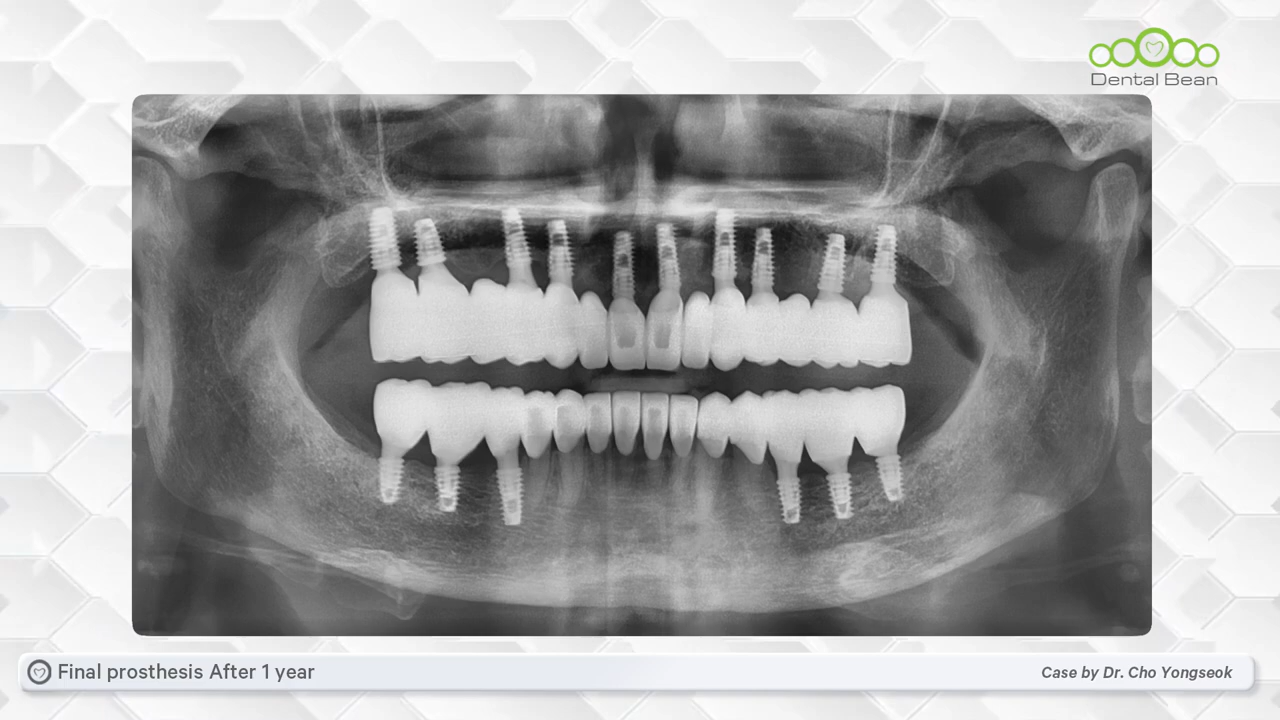 Dental Bean
Final prosthesis After 1 year
Case by Dr. Cho Yongseok